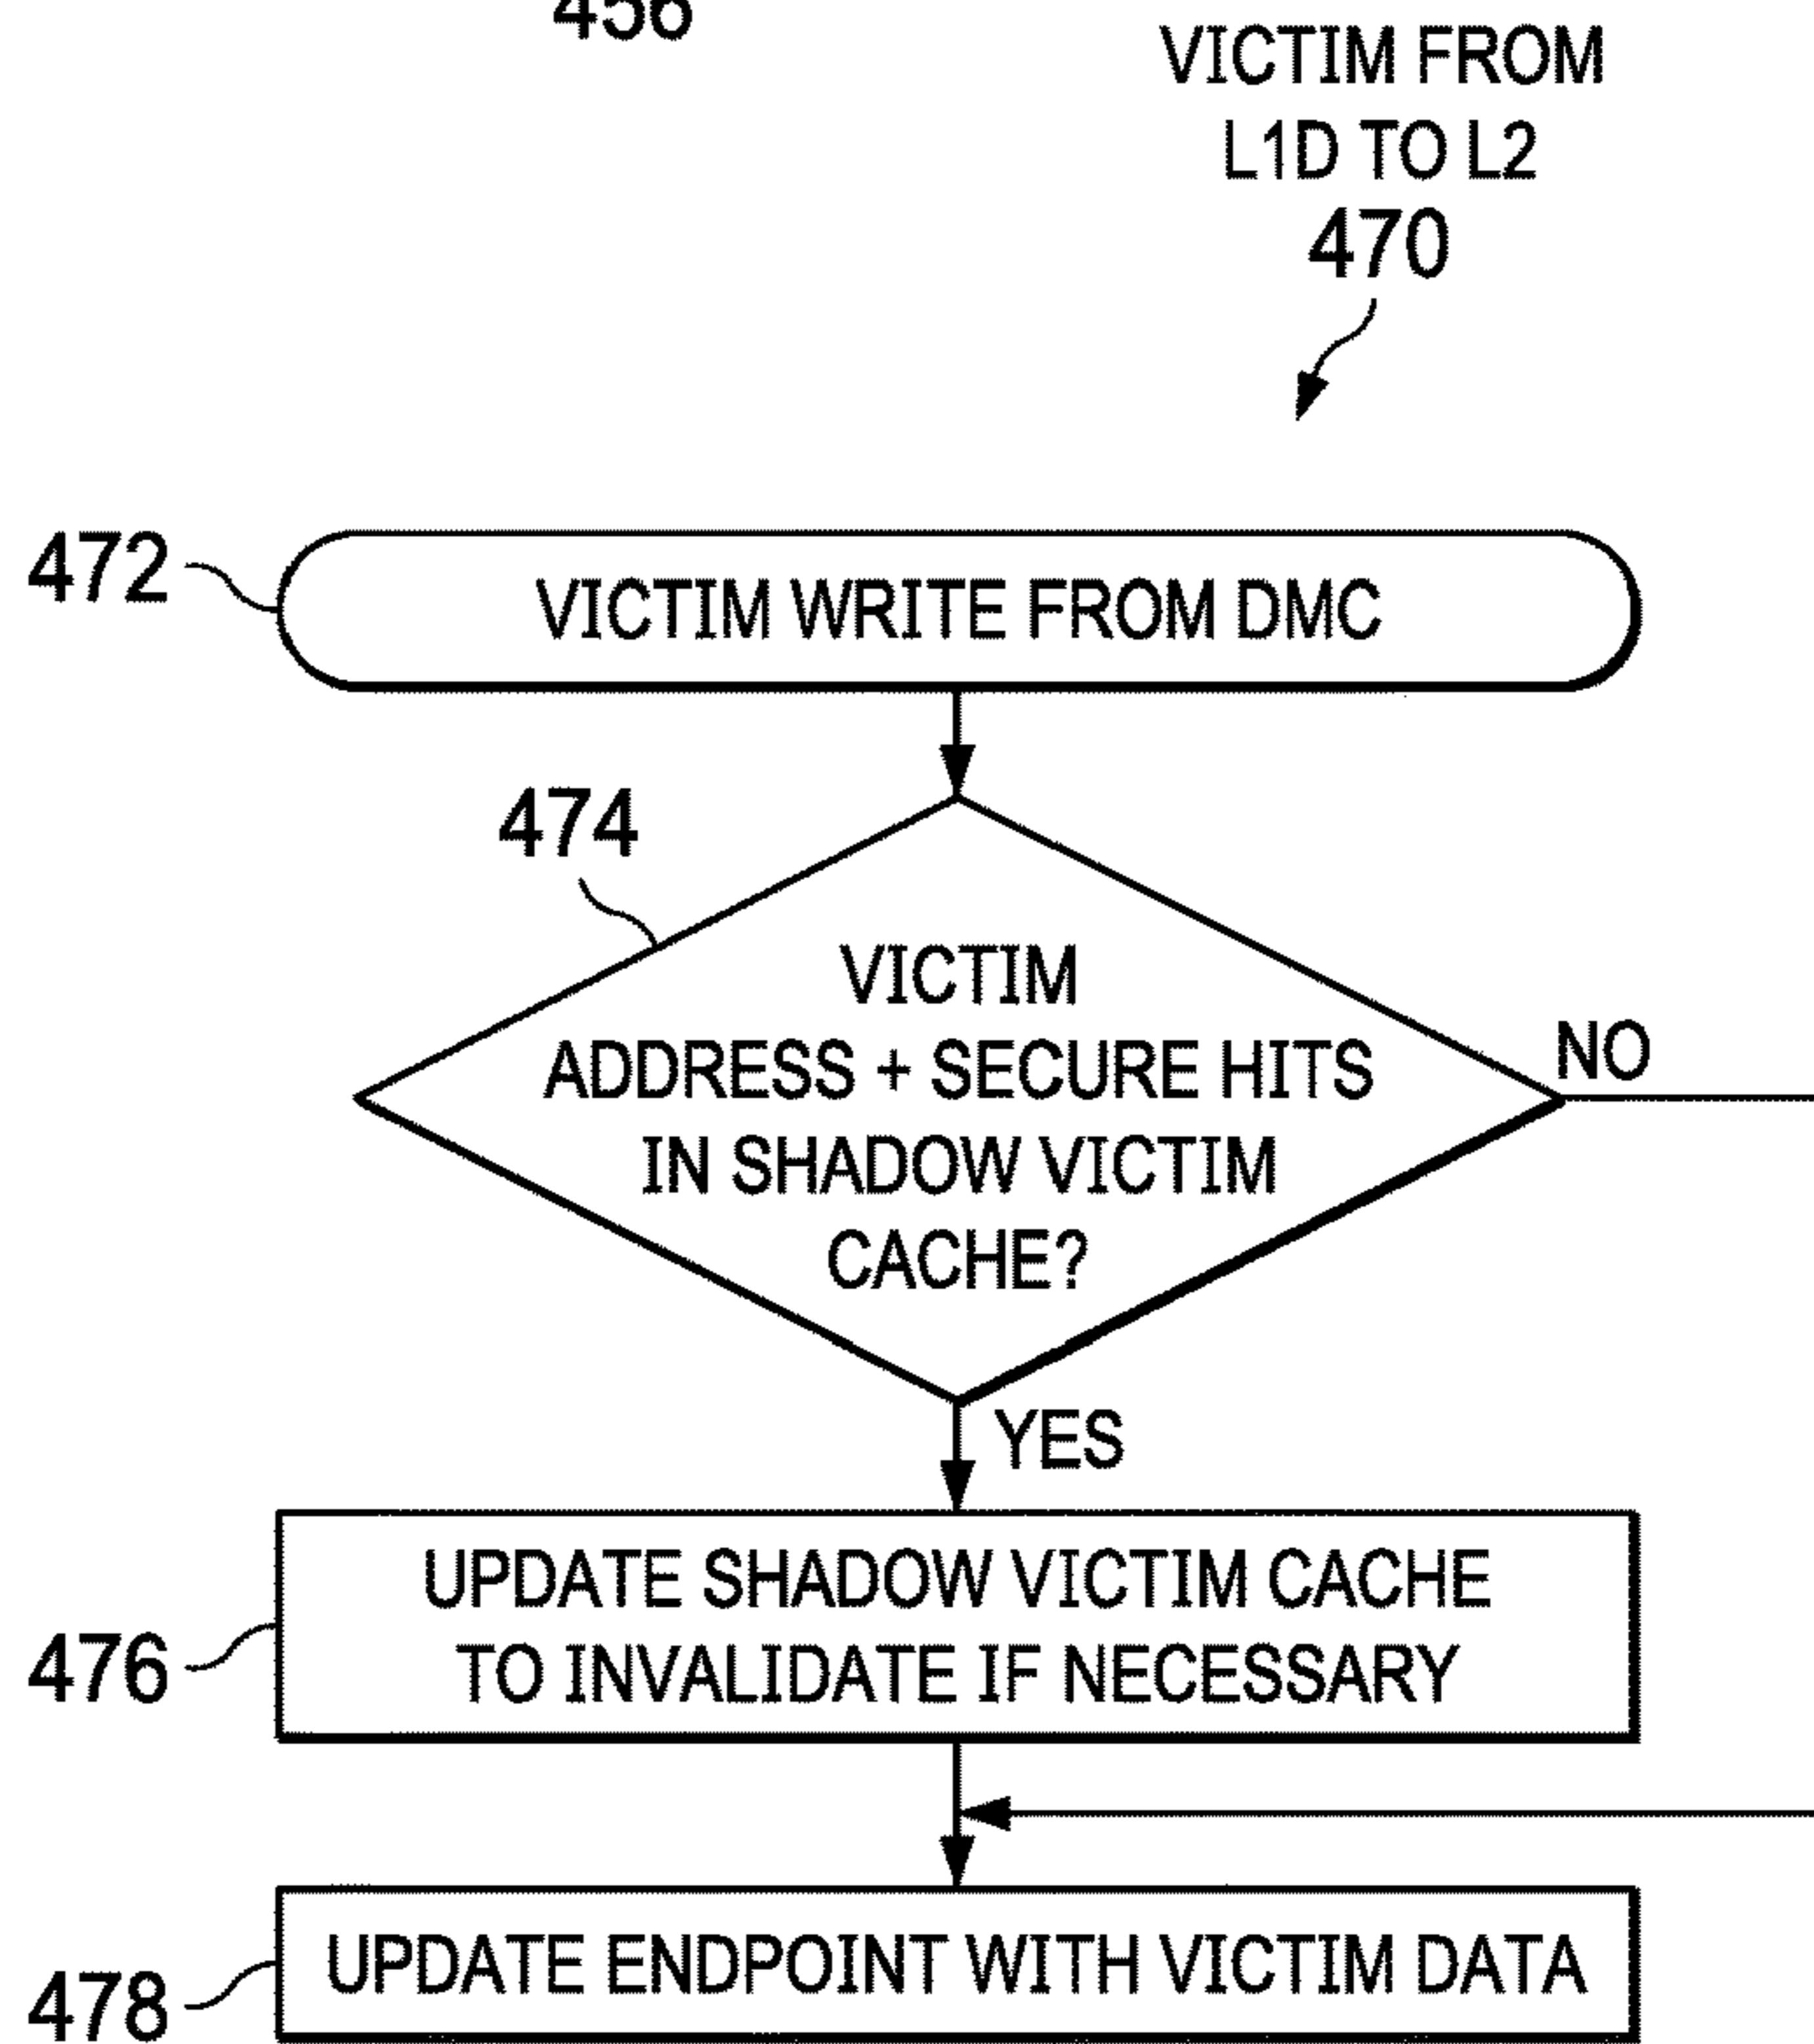 456
VICTIM FROM
L1D TO L2
470
472
VICTIM WRITE FROM DMC
474
VICTIM
ADDRESS + SECURE HITS
IN SHADOW VICTIM
CACHE?
NO
YES
UPDATE SHADOW VICTIM CACHE
TO INVALIDATE IF NECESSARY
476
UPDATE ENDPOINT WITH VICTIM DATA
478